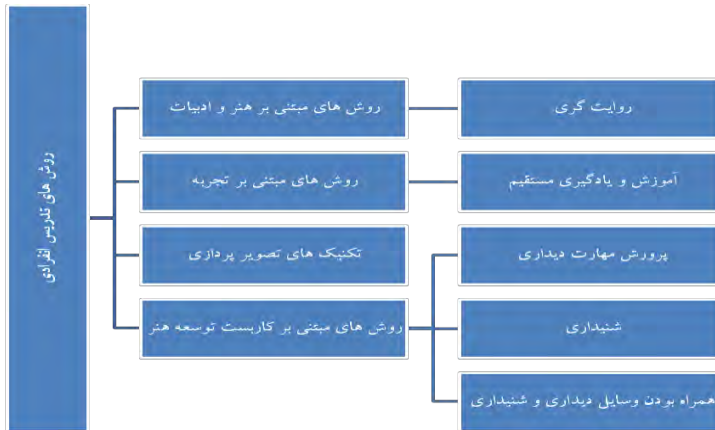 روش های تدریس انفرادی
روش های مبتنی بر هنر و ادبیات
روایت گری
روش های مبتنی بر تجربه
آموزش و یادگیری مستقیم
تکنیک های تصویر پردازی
روش های مبتنی بر کاربست توسعه هنر
پرورش مهارت دیداری
شنیداری
همراه بودن وسایل دیداری و شنیداری